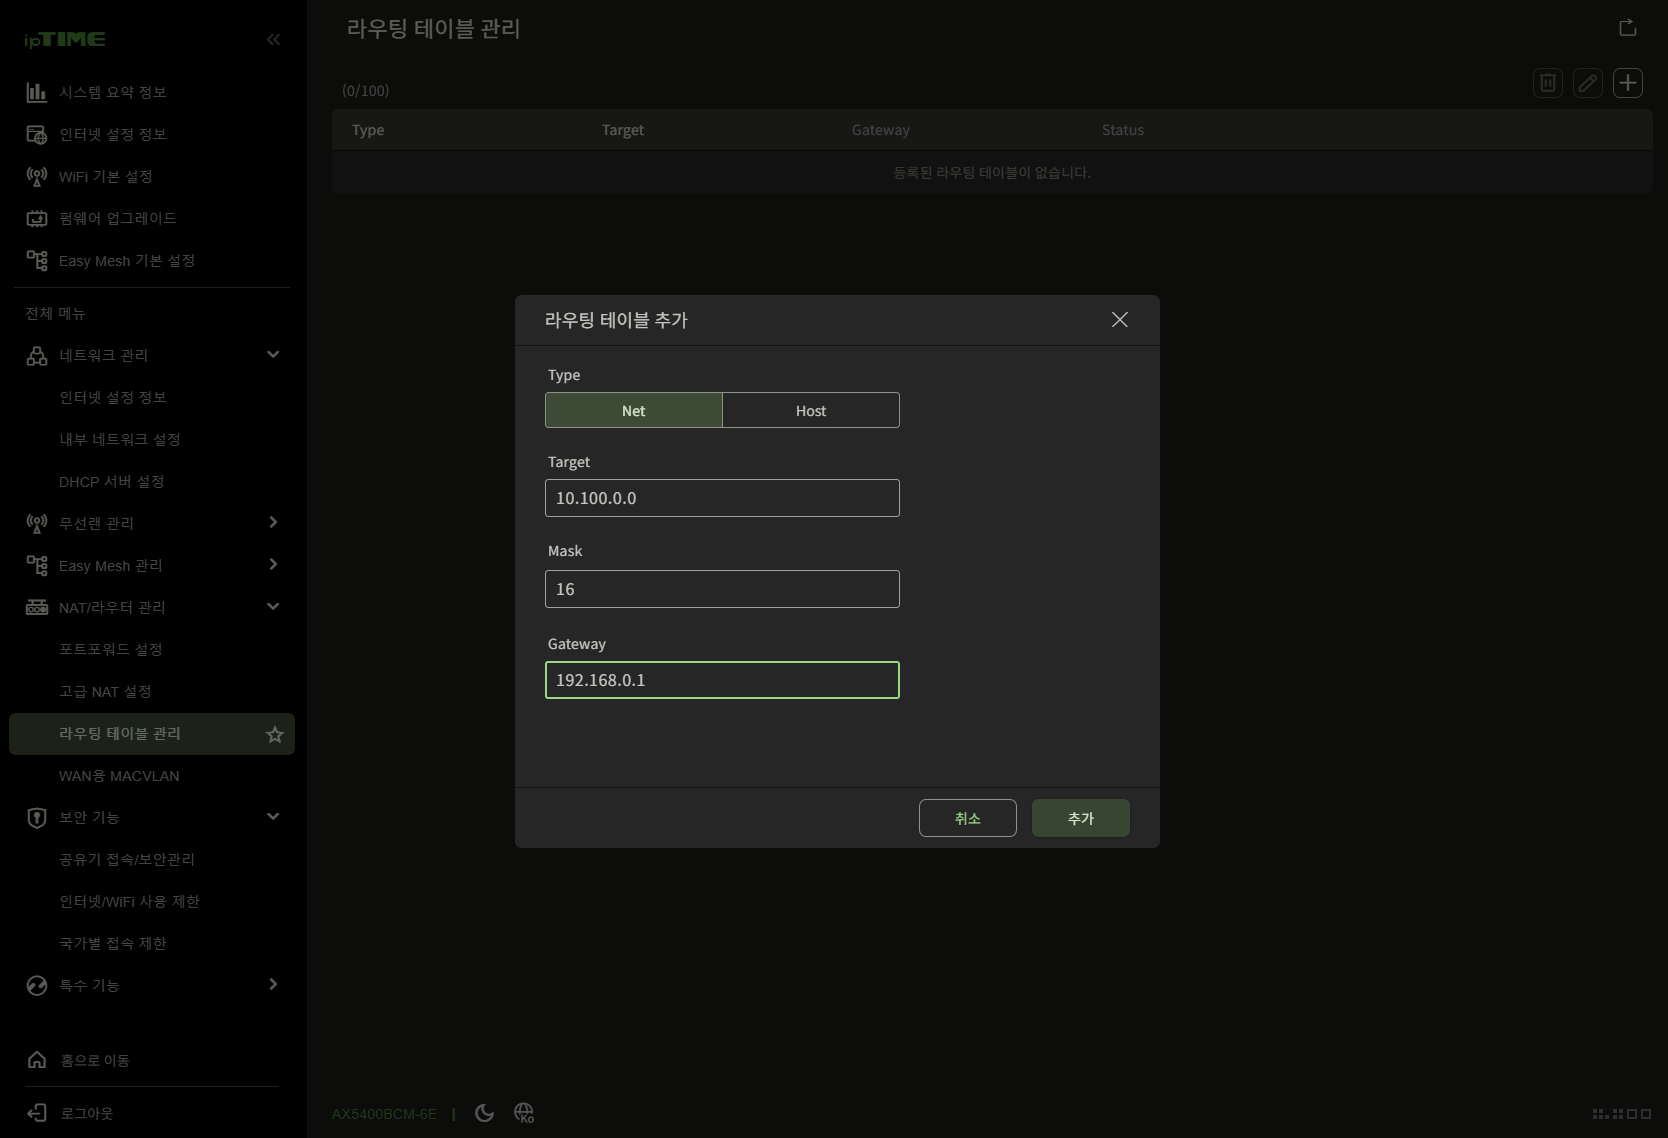 ipTIME
시스템 요약 정보
인터넷 설정 정보
WiFi 기본 설정
펌웨어 업그레이드
Easy Mesh 기본 설정
전체 메뉴
네트워크 관리
인터넷 설정 정보
내부 네트워크 설정
DHCP 서버 설정
무선랜 관리
Easy Mesh 관리
NAT/라우터 관리
포트포워드 설정
고급 NAT 설정
라우팅 테이블 관리
WAN용 MACVLAN
보안 기능
공유기 접속/보안관리
인터넷/WiFi 사용 제한
국가별 접속 제한
특수 기능
홈으로 이동
로그아웃
라우팅 테이블 관리
(0/100)
Type Target Gateway Status
등록된 라우팅 테이블이 없습니다.
라우팅 테이블 추가
Type
Net Host
Target
10.100.0.0
Mask
16
Gateway
192.168.0.1
취소 추가
AX5400BCM-6E | Ko